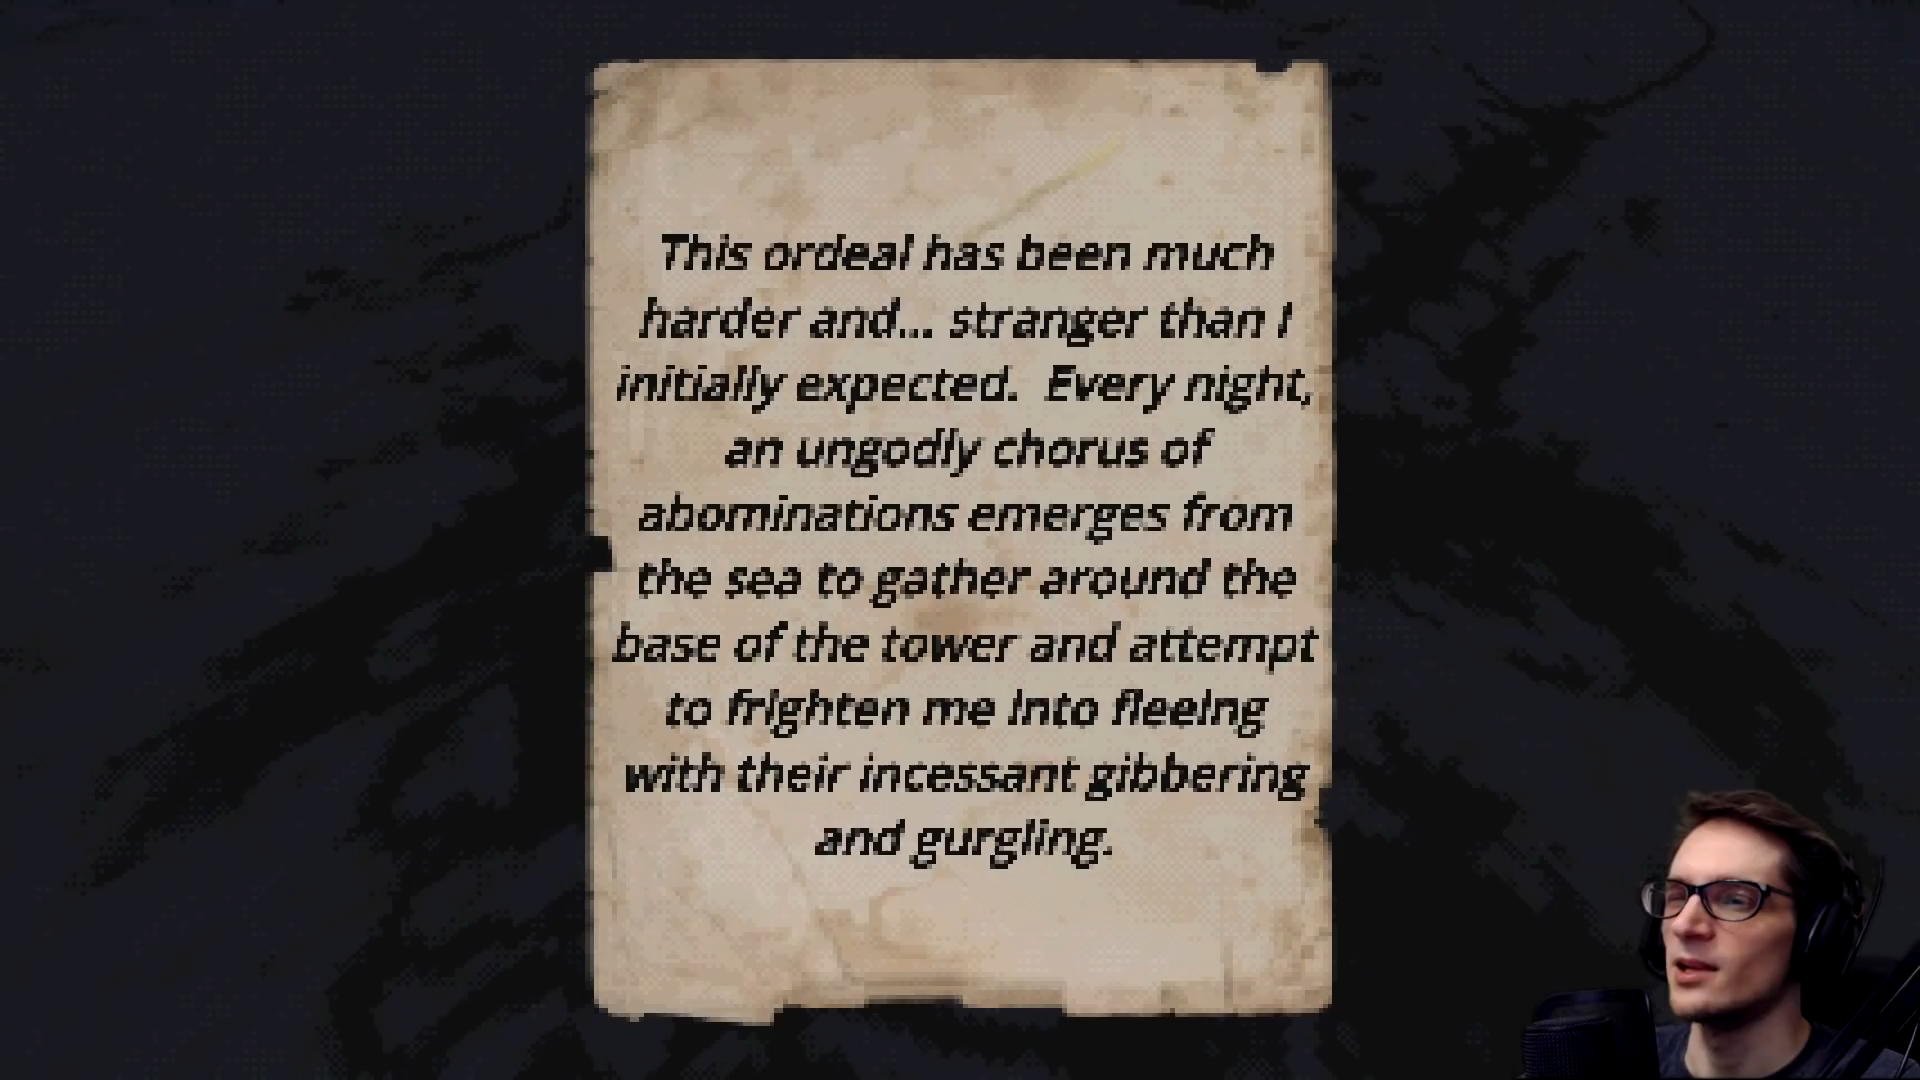 This ordeal has been much
harder and... stranger than I
initially expected.  Every night,
an ungodly chorus of
abominations emerges from
the sea to gather around the
base of the tower and attempt
to frighten me into fleeing
with their incessant gibbering
and gurgling.